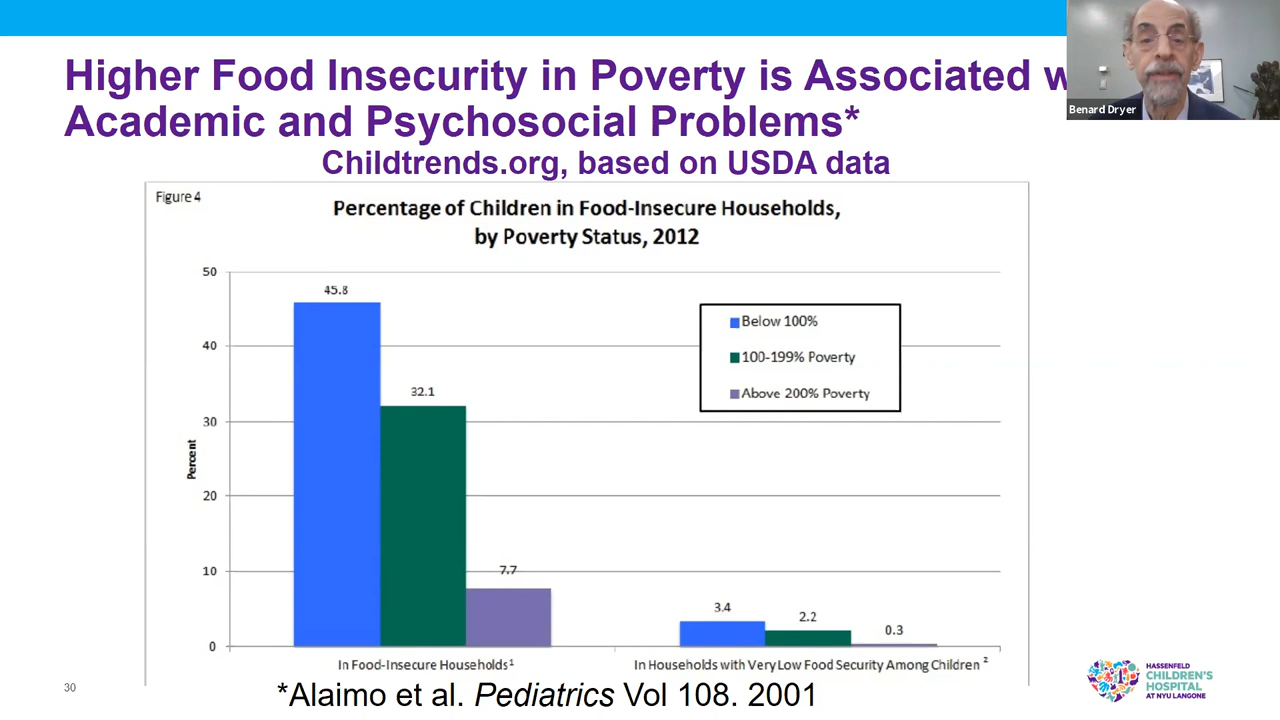 Higher Food Insecurity in Poverty is Associated w
Academic and Psychosocial Problems*
Benard Dryer
Childtrends.org, based on USDA data
Figure 4
Percentage of Children in Food-Insecure Households,
by Poverty Status, 2012
50
40
30
20
10
0
Percent
45.8
32.1
7.7
3.4
2.2
0.3
Below 100%
100-199% Poverty
Above 200% Poverty
In Food-Insecure Households¹
In Households with Very Low Food Security Among Children ²
30
*Alaimo et al. Pediatrics Vol 108. 2001
HASSENFELD
CHILDREN'S
HOSPITAL
AT NYU LANGONE